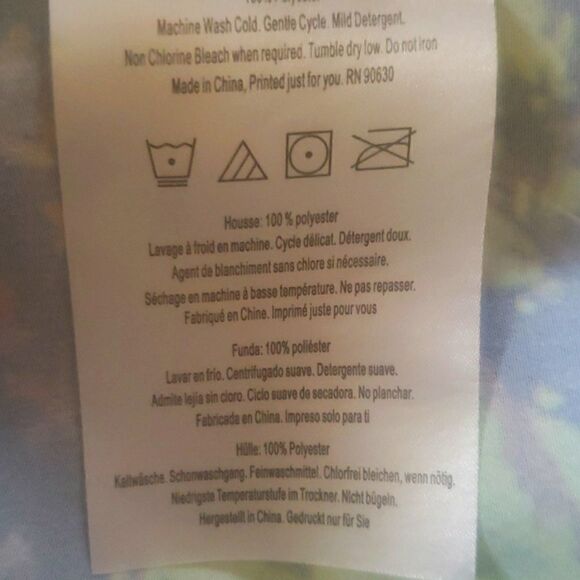 100% Polyester
Machine Wash Cold. Gentle Cycle. Mild Detergent.
Non Chlorine Bleach when required. Tumble dry low. Do not iron
Made in China, Printed just for you. RN 90630
Housse: 100 % polyester
Lavage à froid en machine. Cycle délicat. Détergent doux.
Agent de blanchiment sans chlore si nécessaire.
Séchage en machine à basse température. Ne pas repasser.
Fabriqué en Chine. Imprimé juste pour vous
Funda: 100% poliéster
Lavar en frío. Centrifugado suave. Detergente suave.
Admite lejía sin cloro. Ciclo suave de secadora. No planchar.
Fabricada en China. Impreso solo para ti
Hülle: 100% Polyester
Kaltwäsche. Schonwaschgang. Feinwaschmittel. Chlorfrei bleichen, wenn nötig.
Niedrigste Temperaturstufe im Trockner. Nicht bügeln.
Hergestellt in China. Gedruckt nur für Sie